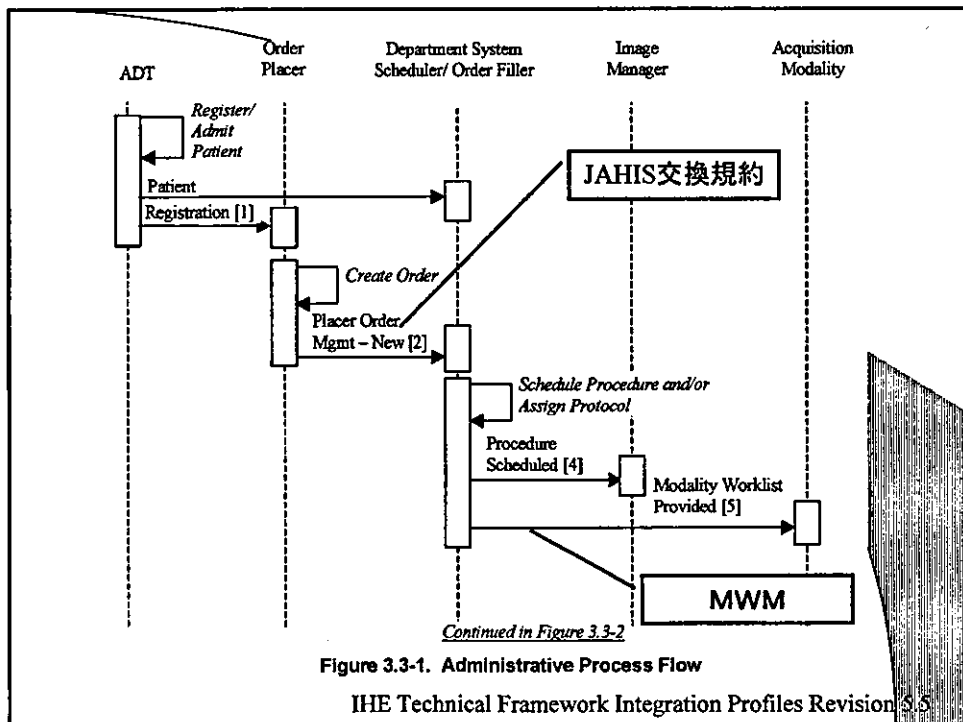 ADT
Order
Placer
Department System
Scheduler/ Order Filler
Image
Manager
Acquisition
Modality
Register/
Admit
Patient
Patient
Registration [1]
JAHIS交換規約
Create Order
Placer Order
Mgmt – New [2]
Schedule Procedure and/or
Assign Protocol
Procedure
Scheduled [4]
Modality Worklist
Provided [5]
MWM
Continued in Figure 3.3-2
Figure 3.3-1. Administrative Process Flow
IHE Technical Framework Integration Profiles Revision 5.5